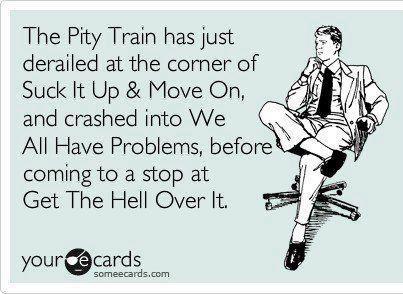 The Pity Train has just
derailed at the corner of
Suck It Up & Move On,
and crashed into We
All Have Problems, before
coming to a stop at
Get The Hell Over It.
your e cards
someecards.com